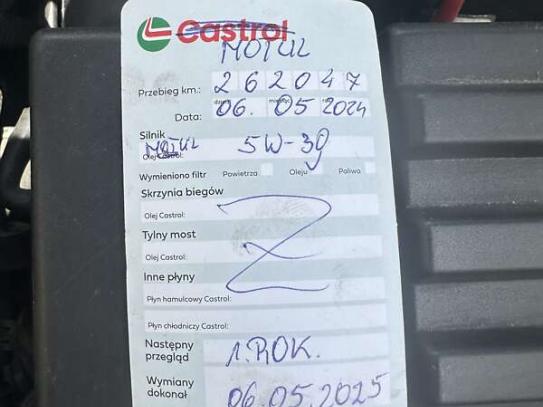 Castrol
MOTUL
Przebieg km.: 262047
Data: 06. 05 2024
Silnik
MOTUL 5W-30
Olej Castrol:
Wymieniono filtr Powietrza Oleju Paliwa
Skrzynia biegów
Olej Castrol:
Tylny most
Olej Castrol:
Inne płyny
Płyn hamulcowy Castrol:
Płyn chłodniczy Castrol:
Następny przegląd 1.ROK.
Wymiany dokonał 06.05.2025